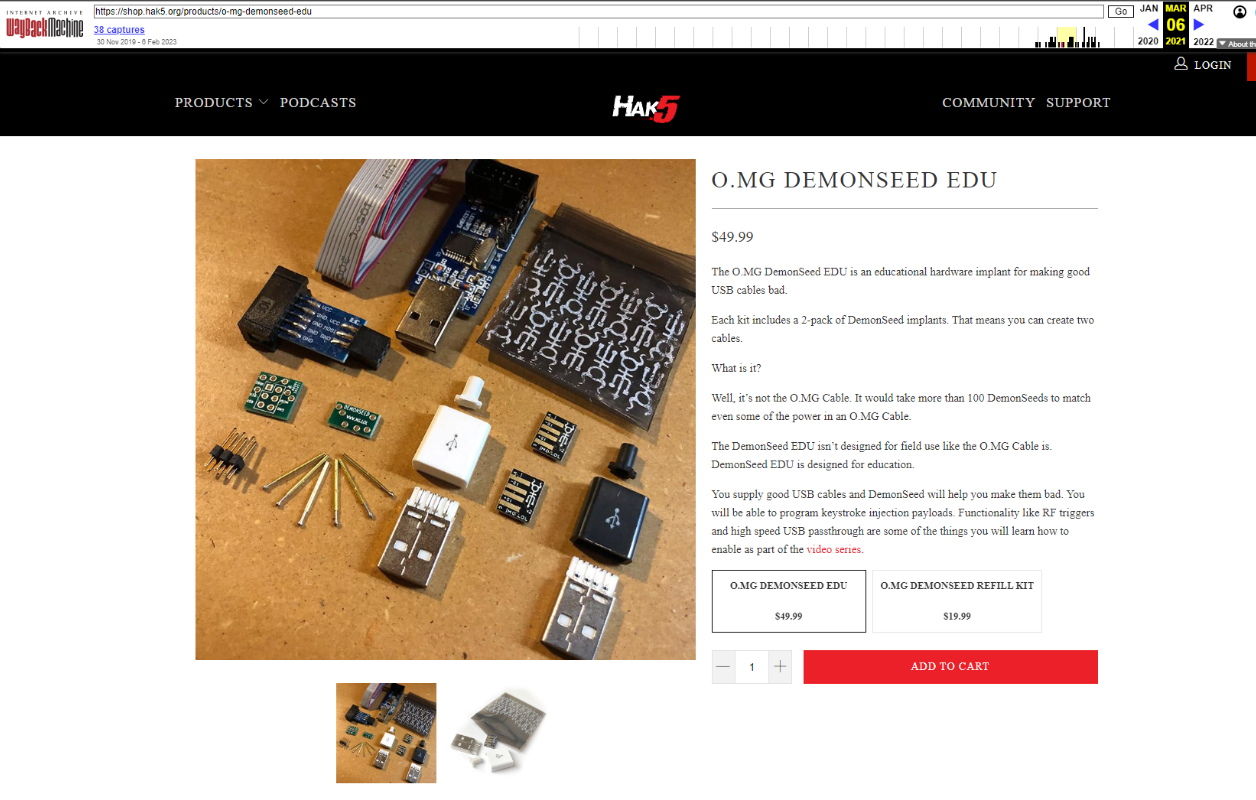 INTERNET ARCHIVE
WayBackMachine
https://shop.hak5.org/products/o-mg-demonseed-edu
Go
JAN MAR APR
38 captures
06
30 Nov 2019 - 6 Feb 2023
2020 2021 2022
▼ About th
LOGIN
PRODUCTS PODCASTS
HAK5
COMMUNITY SUPPORT
O.MG DEMONSEED EDU
$49.99
The O.MG DemonSeed EDU is an educational hardware implant for making good
USB cables bad.
Each kit includes a 2-pack of DemonSeed implants. That means you can create two
cables.
What is it?
Well, it’s not the O.MG Cable. It would take more than 100 DemonSeeds to match
even some of the power in an O.MG Cable.
The DemonSeed EDU isn’t designed for field use like the O.MG Cable is.
DemonSeed EDU is designed for education.
You supply good USB cables and DemonSeed will help you make them bad. You
will be able to program keystroke injection payloads. Functionality like RF triggers
and high speed USB passthrough are some of the things you will learn how to
enable as part of the video series.
O.MG DEMONSEED EDU
$49.99
O.MG DEMONSEED REFILL KIT
$19.99
— 1 +
ADD TO CART
VCC
GND
GND
GND
DEMONSEED